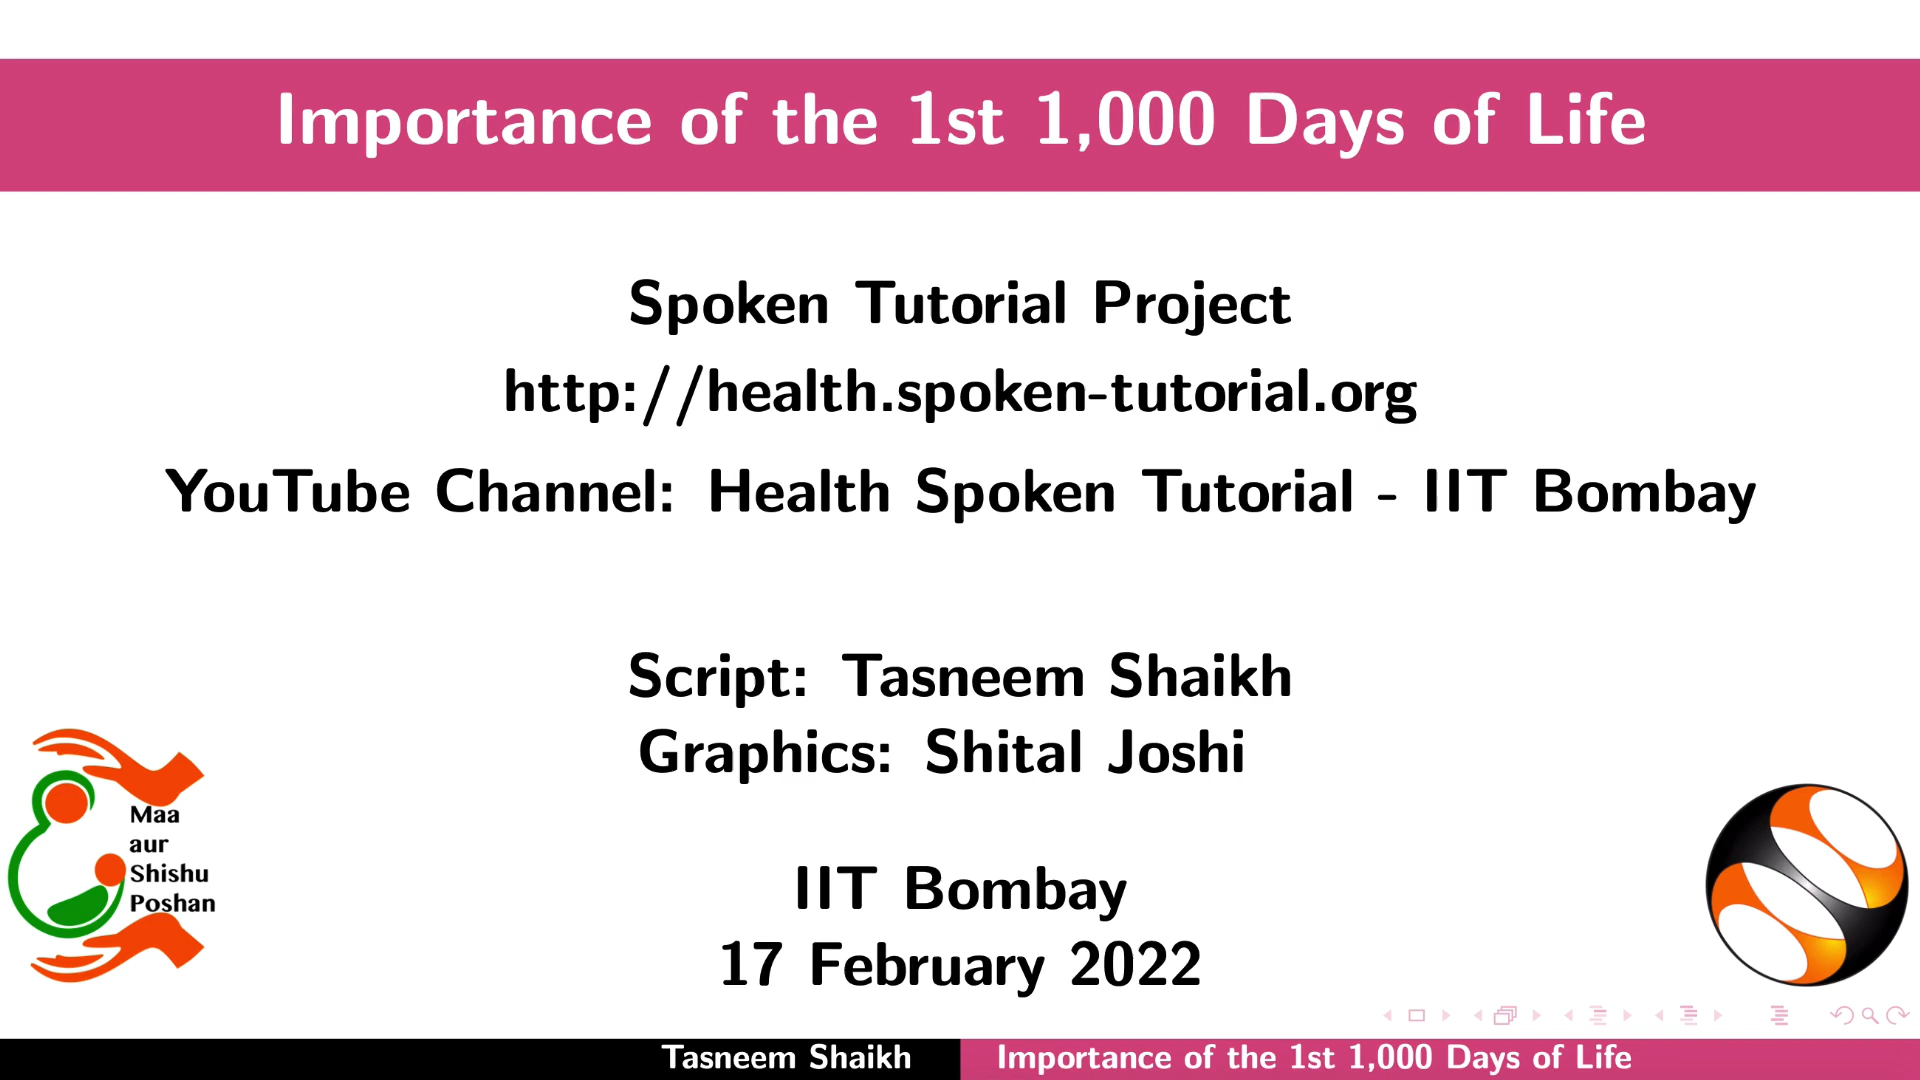 Importance of the 1st 1,000 Days of Life
Spoken Tutorial Project
http://health.spoken-tutorial.org
YouTube Channel: Health Spoken Tutorial - IIT Bombay
Script: Tasneem Shaikh
Graphics: Shital Joshi
Maa
aur
Shishu
Poshan
IIT Bombay
17 February 2022
Tasneem Shaikh
Importance of the 1st 1,000 Days of Life